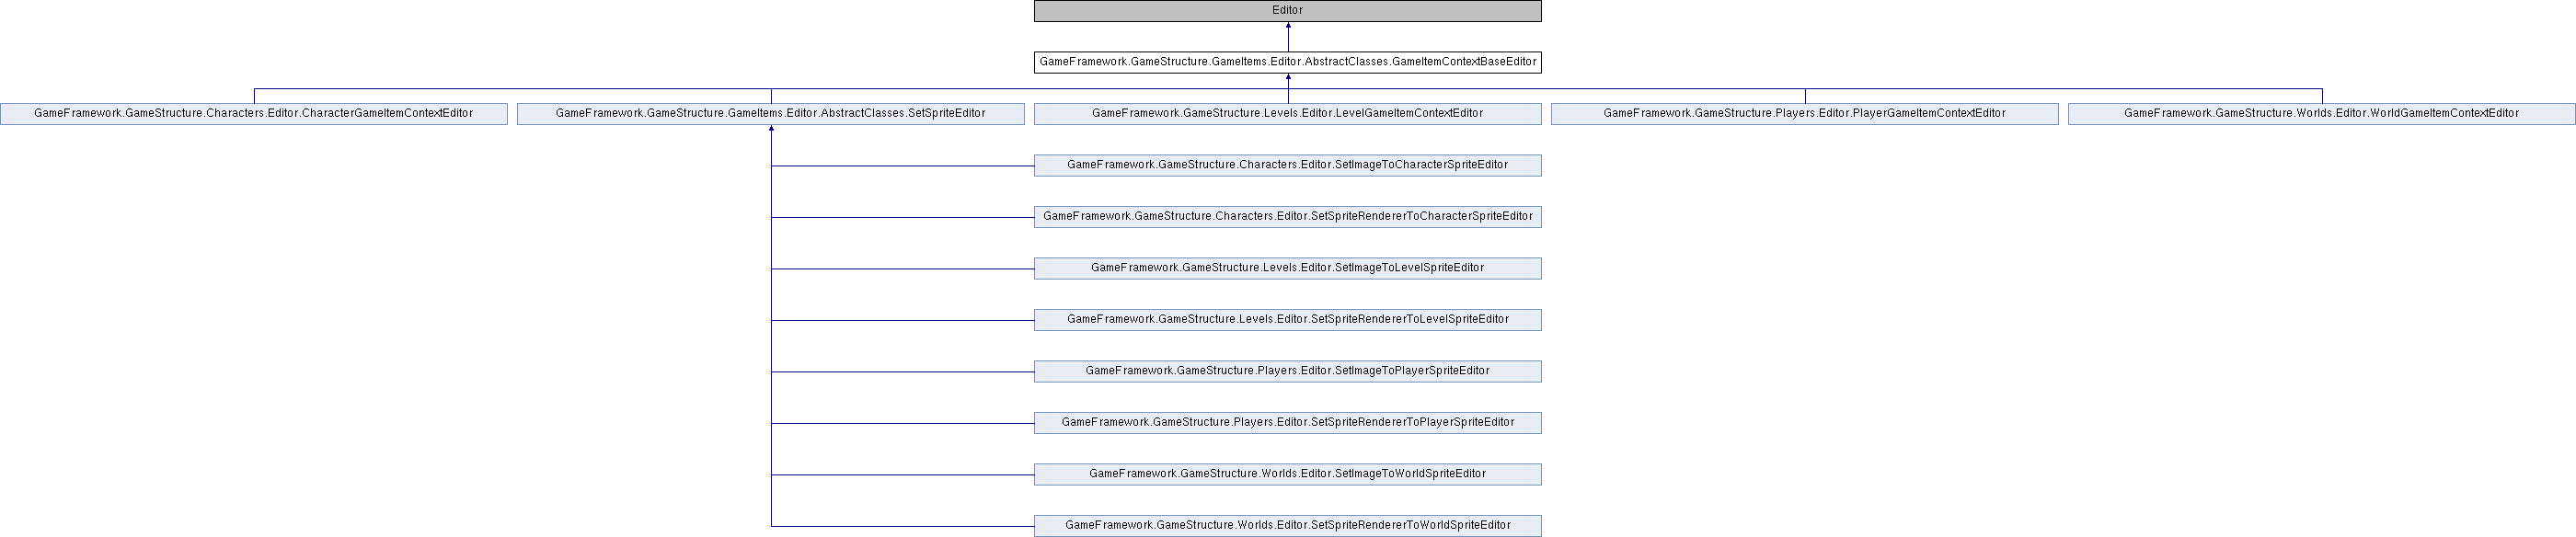 Editor
GameFramework.GameStructure.GameItems.Editor.AbstractClasses.GameItemContextBaseEditor
GameFramework.GameStructure.Characters.Editor.CharacterGameItemContextEditor
GameFramework.GameStructure.GameItems.Editor.AbstractClasses.SetSpriteEditor
GameFramework.GameStructure.Levels.Editor.LevelGameItemContextEditor
GameFramework.GameStructure.Players.Editor.PlayerGameItemContextEditor
GameFramework.GameStructure.Worlds.Editor.WorldGameItemContextEditor
GameFramework.GameStructure.Characters.Editor.SetImageToCharacterSpriteEditor
GameFramework.GameStructure.Characters.Editor.SetSpriteRendererToCharacterSpriteEditor
GameFramework.GameStructure.Levels.Editor.SetImageToLevelSpriteEditor
GameFramework.GameStructure.Levels.Editor.SetSpriteRendererToLevelSpriteEditor
GameFramework.GameStructure.Players.Editor.SetImageToPlayerSpriteEditor
GameFramework.GameStructure.Players.Editor.SetSpriteRendererToPlayerSpriteEditor
GameFramework.GameStructure.Worlds.Editor.SetImageToWorldSpriteEditor
GameFramework.GameStructure.Worlds.Editor.SetSpriteRendererToWorldSpriteEditor